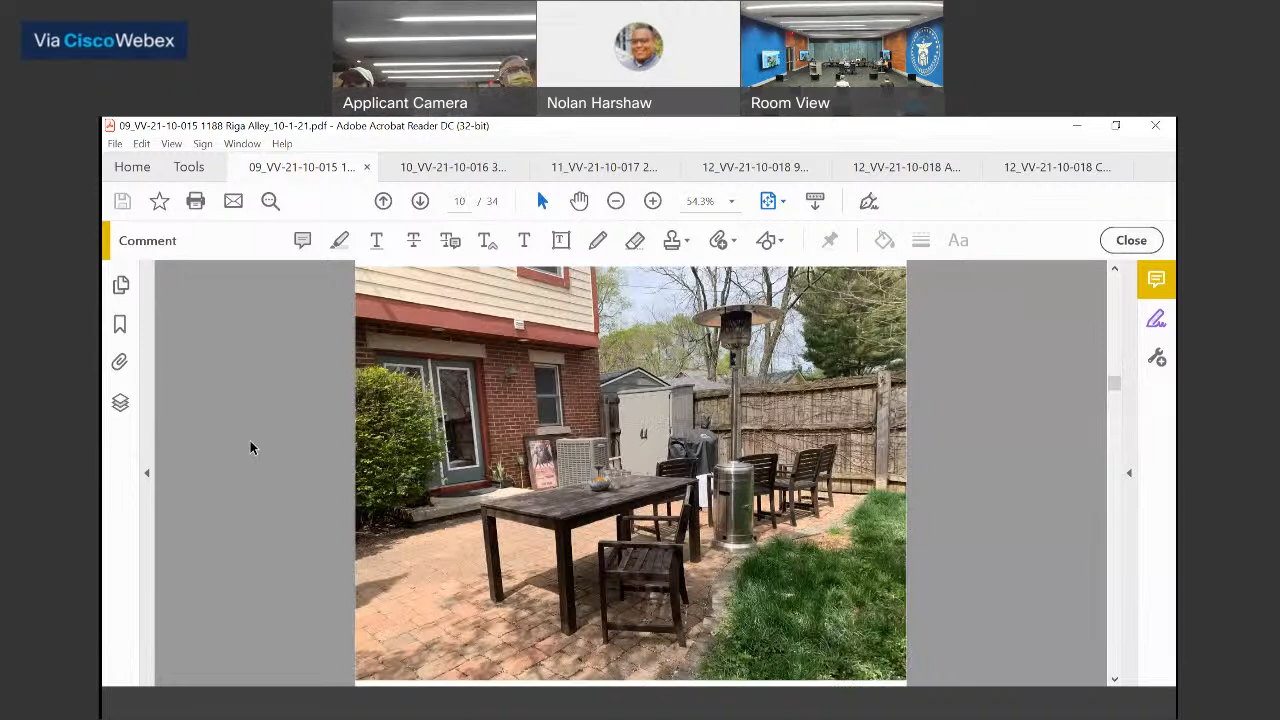 Via CiscoWebex
Applicant Camera
Nolan Harshaw
Room View
09_VV-21-10-015 1188 Riga Alley_10-1-21.pdf - Adobe Acrobat Reader DC (32-bit)
File Edit View Sign Window Help
Home Tools 09_VV-21-10-015 1... × 10_VV-21-10-016 3... 11_VV-21-10-017 2... 12_VV-21-10-018 9... 12_VV-21-10-018 A... 12_VV-21-10-018 C...
10 / 34 54.3%
Comment Aa Close